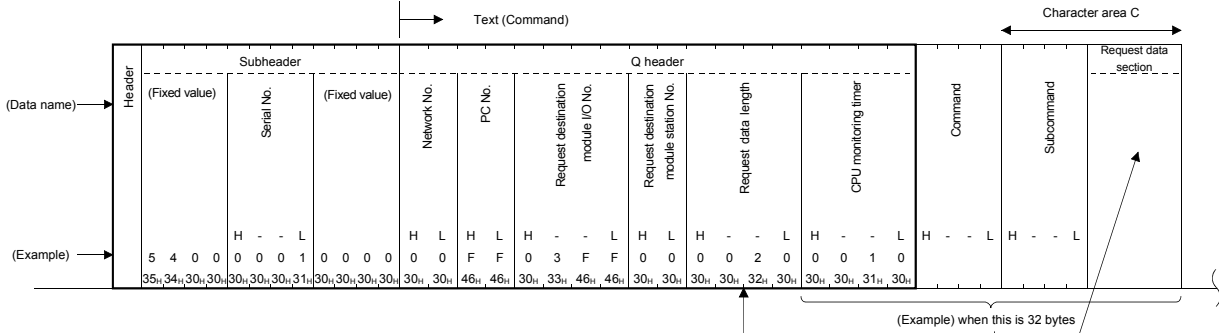 Text (Command)
Character area C
Subheader
Q header
Request data
section
(Data name)
Header
(Fixed value)
Serial No.
(Fixed value)
Network No.
PC No.
Request destination
module I/O No.
Request destination
module station No.
Request data length
CPU monitoring timer
Command
Subcommand
H - - L H L H L H - - L H L H - - L H - - L H - - L H - - L
(Example) 5 4 0 0 0 0 0 1 0 0 0 0 0 0 F F 0 3 F F 0 0 0 0 2 0 0 0 1 0
35H 34H 30H 30H 30H 30H 30H 31H 30H 30H 30H 30H 30H 30H 46H 46H 30H 33H 46H 46H 30H 30H 30H 30H 32H 30H 30H 30H 31H 30H
(Example) when this is 32 bytes